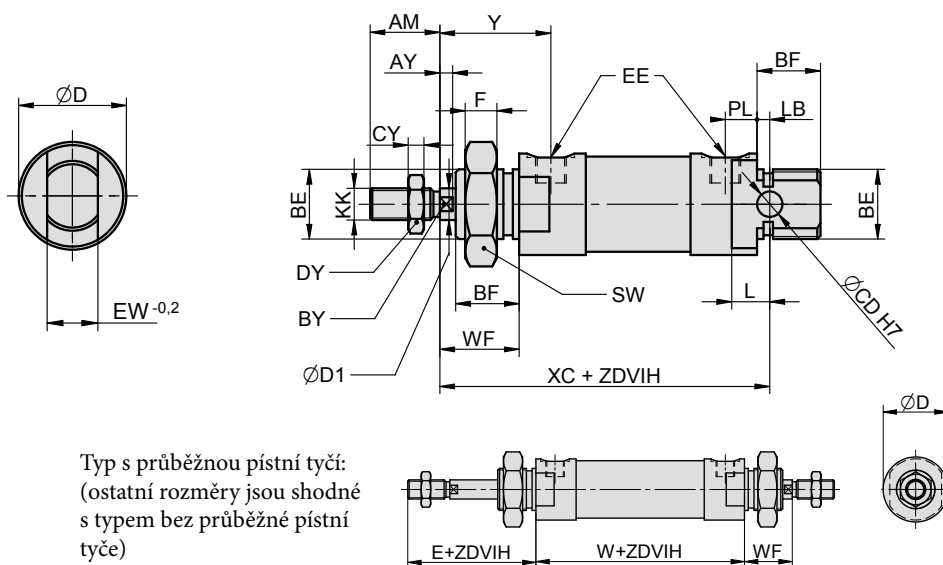 AM
Y
AY
BF
ØD
F
EE
PL
LB
CY
BE
KK
BE
DY
L
EW -0,2
BF
SW
BY
WF
ØCD H7
ØD1
XC + ZDVIH
ØD
Typ s průběžnou pístní tyčí:
(ostatní rozměry jsou shodné
s typem bez průběžné pístní
tyče)
E+ZDVIH
W+ZDVIH
WF